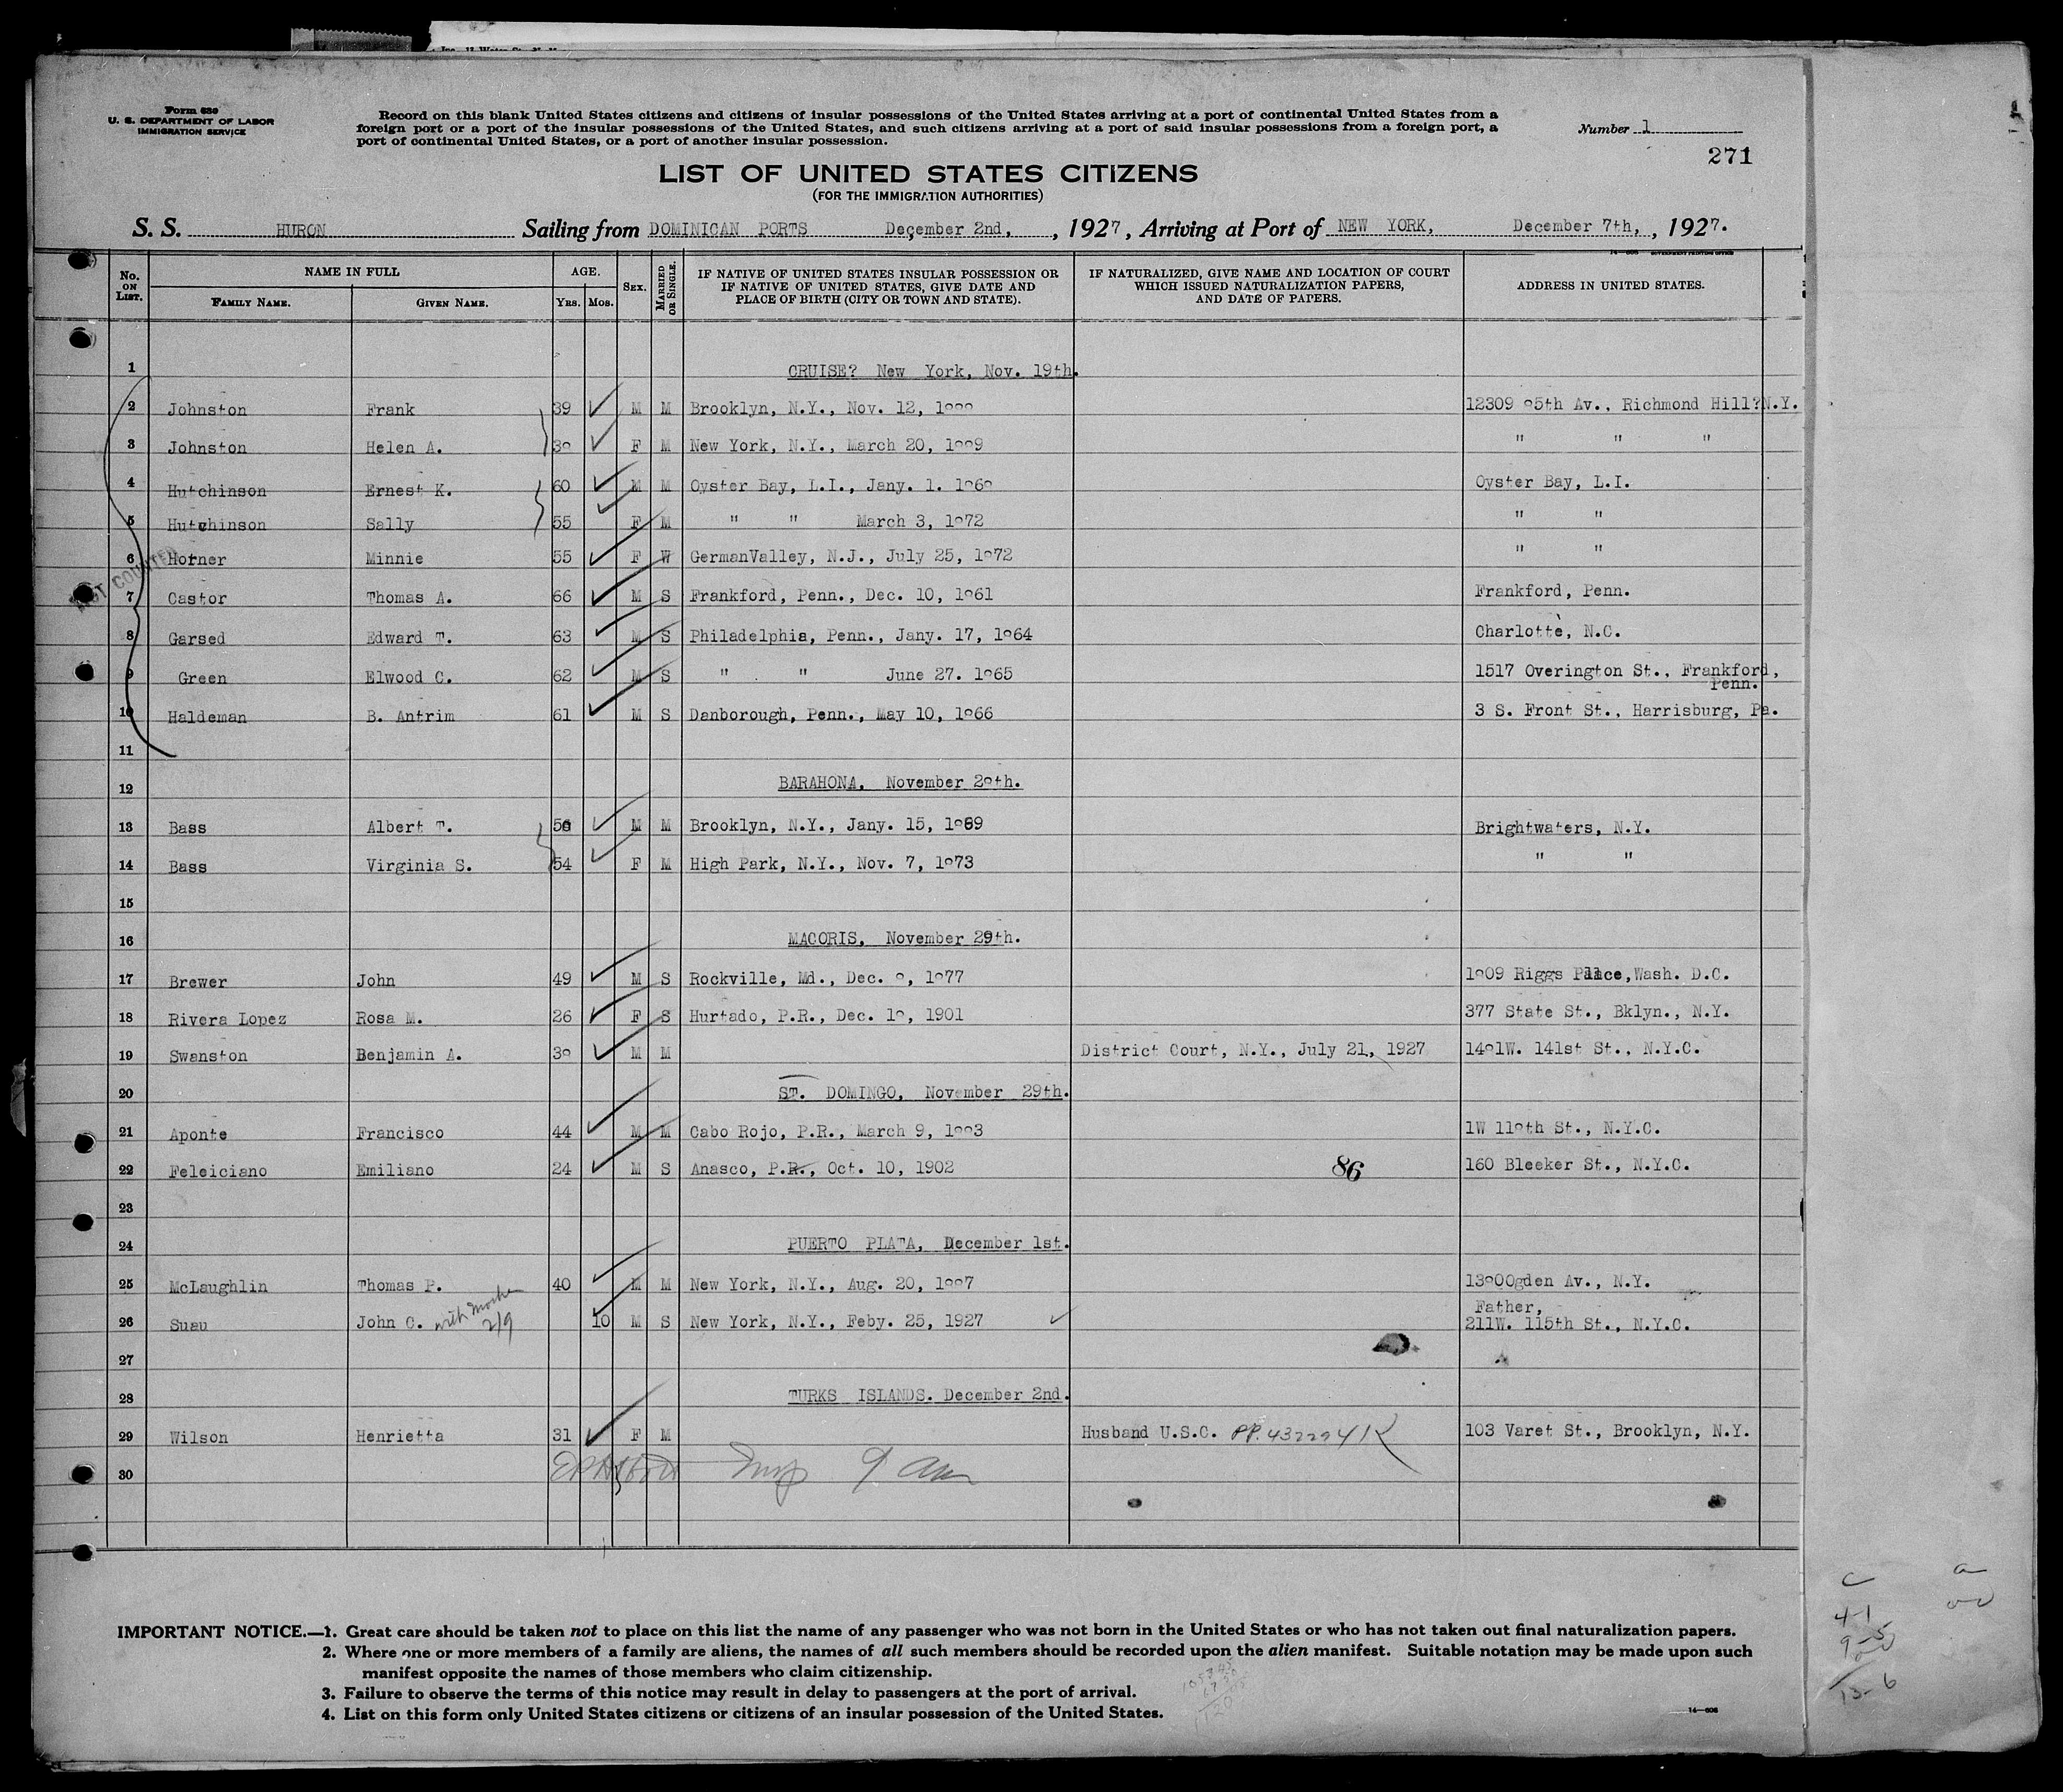 Form 630
U. S. DEPARTMENT OF LABOR
IMMIGRATION SERVICE
Record on this blank United States citizens and citizens of insular possessions of the United States arriving at a port of continental United States from a
foreign port or a port of the insular possessions of the United States, and such citizens arriving at a port of said insular possessions from a foreign port, a
port of continental United States, or a port of another insular possession.
Number 1
271
LIST OF UNITED STATES CITIZENS
(FOR THE IMMIGRATION AUTHORITIES)
S. S. HURON Sailing from DOMINICAN PORTS December 2nd, , 1927, Arriving at Port of NEW YORK, December 7th, , 1927.
14—606 GOVERNMENT PRINTING OFFICE
No. ON LIST. NAME IN FULL FAMILY NAME. GIVEN NAME. AGE. YRS. MOS. SEX. MARRIED OR SINGLE. IF NATIVE OF UNITED STATES INSULAR POSSESSION OR IF NATIVE OF UNITED STATES, GIVE DATE AND PLACE OF BIRTH (CITY OR TOWN AND STATE). IF NATURALIZED, GIVE NAME AND LOCATION OF COURT WHICH ISSUED NATURALIZATION PAPERS, AND DATE OF PAPERS. ADDRESS IN UNITED STATES.
1 CRUISE? New York, Nov. 19th.
2 Johnston Frank 39 M M Brooklyn, N.Y., Nov. 12, 1888 12309 85th Av., Richmond Hill?N.Y.
3 Johnston Helen A. 38 F M New York, N.Y., March 20, 1889 " " "
4 Hutchinson Ernest K. 60 M M Oyster Bay, L.I., Jany. 1. 1868 Oyster Bay, L.I.
5 Hutchinson Sally 55 F M " " March 3, 1872 " "
6 Horner Minnie 55 F W GermanValley, N.J., July 25, 1872 " "
NOT COUNTED
7 Castor Thomas A. 66 M S Frankford, Penn., Dec. 10, 1861 Frankford, Penn.
8 Garsed Edward T. 63 M S Philadelphia, Penn., Jany. 17, 1864 Charlotte, N.C.
9 Green Elwood C. 62 M S " " June 27. 1865 1517 Overington St., Frankford,
Penn.
10 Haldeman B. Antrim 61 M S Danborough, Penn., May 10, 1866 3 S. Front St., Harrisburg, Pa.
11
12 BARAHONA, November 28th.
13 Bass Albert T. M M Brooklyn, N.Y., Jany. 15, 1869 Brightwaters, N.Y.
14 Bass Virginia S. 54 F M High Park, N.Y., Nov. 7, 1873 " "
15
16 MACORIS, November 29th.
17 Brewer John 49 M S Rockville, Md., Dec. 8, 1877 1809 Riggs Place,Wash. D.C.
18 Rivera Lopez Rosa M. 26 F S Hurtado, P.R., Dec. 18, 1901 377 State St., Bklyn., N.Y.
19 Swanston Benjamin A. 38 M M District Court, N.Y., July 21, 1927 1481W. 141st St., N.Y.C.
20 ST. DOMINGO, November 29th.
21 Aponte Francisco 44 M M Cabo Rojo, P.R., March 9, 1883 1W 118th St., N.Y.C.
22 Feleiciano Emiliano 24 M S Anasco, P.R., Oct. 10, 1902 86 160 Bleeker St., N.Y.C.
23
24 PUERTO PLATA, December 1st.
25 McLaughlin Thomas P. 40 M M New York, N.Y., Aug. 20, 1887 1380Ogden Av., N.Y.
Father,
26 Suau John C. with Mother 2/9 10 M S New York, N.Y., Feby. 25, 1927 211W. 115th St., N.Y.C.
27
28 TURKS ISLANDS. December 2nd.
29 Wilson Henrietta 31 F M Husband U.S.C. PP. 432294 103 Varet St., Brooklyn, N.Y.
30
IMPORTANT NOTICE.—1. Great care should be taken not to place on this list the name of any passenger who was not born in the United States or who has not taken out final naturalization papers.
2. Where one or more members of a family are aliens, the names of all such members should be recorded upon the alien manifest. Suitable notation may be made upon such
manifest opposite the names of those members who claim citizenship.
3. Failure to observe the terms of this notice may result in delay to passengers at the port of arrival.
4. List on this form only United States citizens or citizens of an insular possession of the United States.
14—606